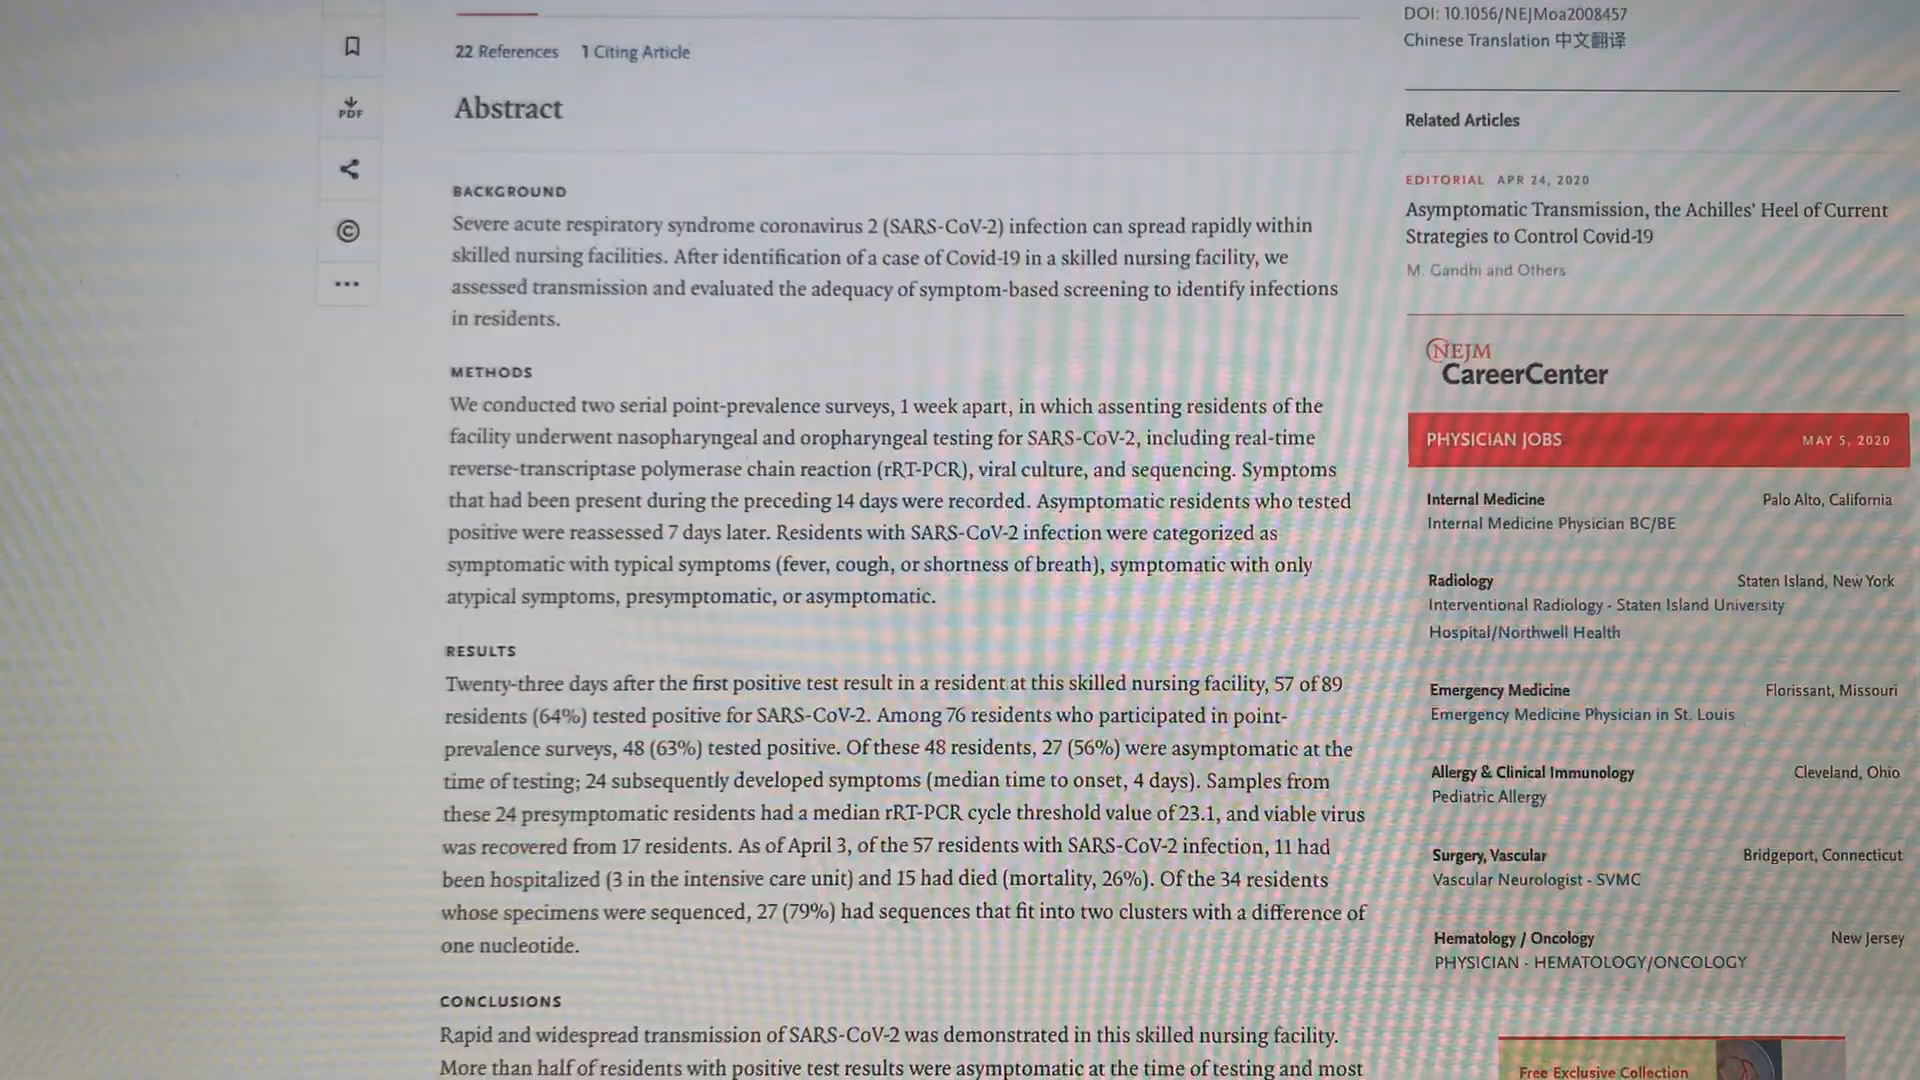 22 References 1 Citing Article
Abstract
BACKGROUND
Severe acute respiratory syndrome coronavirus 2 (SARS-CoV-2) infection can spread rapidly within
skilled nursing facilities. After identification of a case of Covid-19 in a skilled nursing facility, we
assessed transmission and evaluated the adequacy of symptom-based screening to identify infections
in residents.
METHODS
We conducted two serial point-prevalence surveys, 1 week apart, in which assenting residents of the
facility underwent nasopharyngeal and oropharyngeal testing for SARS-CoV-2, including real-time
reverse-transcriptase polymerase chain reaction (rRT-PCR), viral culture, and sequencing. Symptoms
that had been present during the preceding 14 days were recorded. Asymptomatic residents who tested
positive were reassessed 7 days later. Residents with SARS-CoV-2 infection were categorized as
symptomatic with typical symptoms (fever, cough, or shortness of breath), symptomatic with only
atypical symptoms, presymptomatic, or asymptomatic.
RESULTS
Twenty-three days after the first positive test result in a resident at this skilled nursing facility, 57 of 89
residents (64%) tested positive for SARS-CoV-2. Among 76 residents who participated in point-
prevalence surveys, 48 (63%) tested positive. Of these 48 residents, 27 (56%) were asymptomatic at the
time of testing; 24 subsequently developed symptoms (median time to onset, 4 days). Samples from
these 24 presymptomatic residents had a median rRT-PCR cycle threshold value of 23.1, and viable virus
was recovered from 17 residents. As of April 3, of the 57 residents with SARS-CoV-2 infection, 11 had
been hospitalized (3 in the intensive care unit) and 15 had died (mortality, 26%). Of the 34 residents
whose specimens were sequenced, 27 (79%) had sequences that fit into two clusters with a difference of
one nucleotide.
CONCLUSIONS
Rapid and widespread transmission of SARS-CoV-2 was demonstrated in this skilled nursing facility.
More than half of residents with positive test results were asymptomatic at the time of testing and most
PDF
DOI: 10.1056/NEJMoa2008457
Chinese Translation 中文翻译
Related Articles
EDITORIAL APR 24, 2020
Asymptomatic Transmission, the Achilles' Heel of Current
Strategies to Control Covid-19
M. Gandhi and Others
NEJM
CareerCenter
PHYSICIAN JOBS MAY 5, 2020
Internal Medicine Palo Alto, California
Internal Medicine Physician BC/BE
Radiology Staten Island, New York
Interventional Radiology - Staten Island University
Hospital/Northwell Health
Emergency Medicine Florissant, Missouri
Emergency Medicine Physician in St. Louis
Allergy & Clinical Immunology Cleveland, Ohio
Pediatric Allergy
Surgery, Vascular Bridgeport, Connecticut
Vascular Neurologist - SVMC
Hematology / Oncology New Jersey
PHYSICIAN - HEMATOLOGY/ONCOLOGY
Free Exclusive Collection